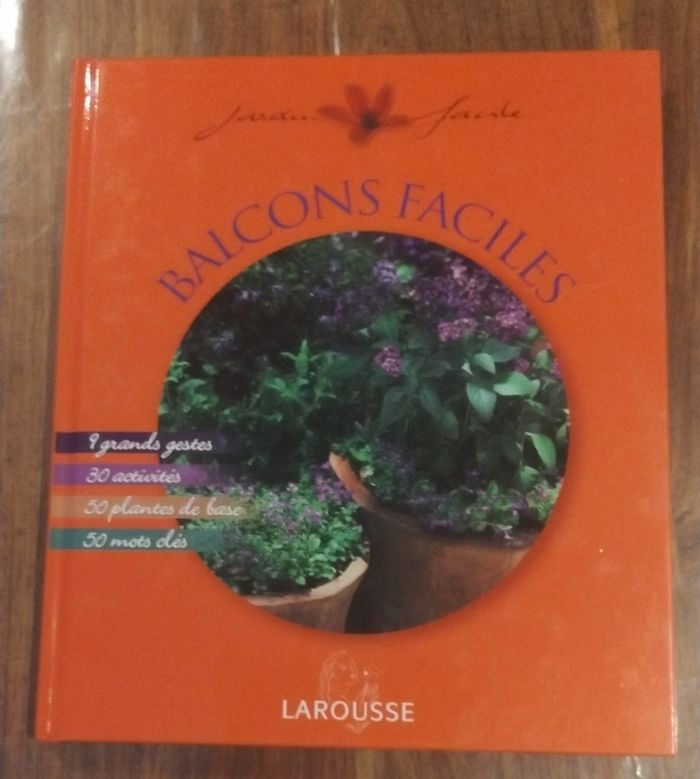 Jardin facile
BALCONS FACILES
9 grands gestes
30 activités
50 plantes de base
50 mots clés
LAROUSSE